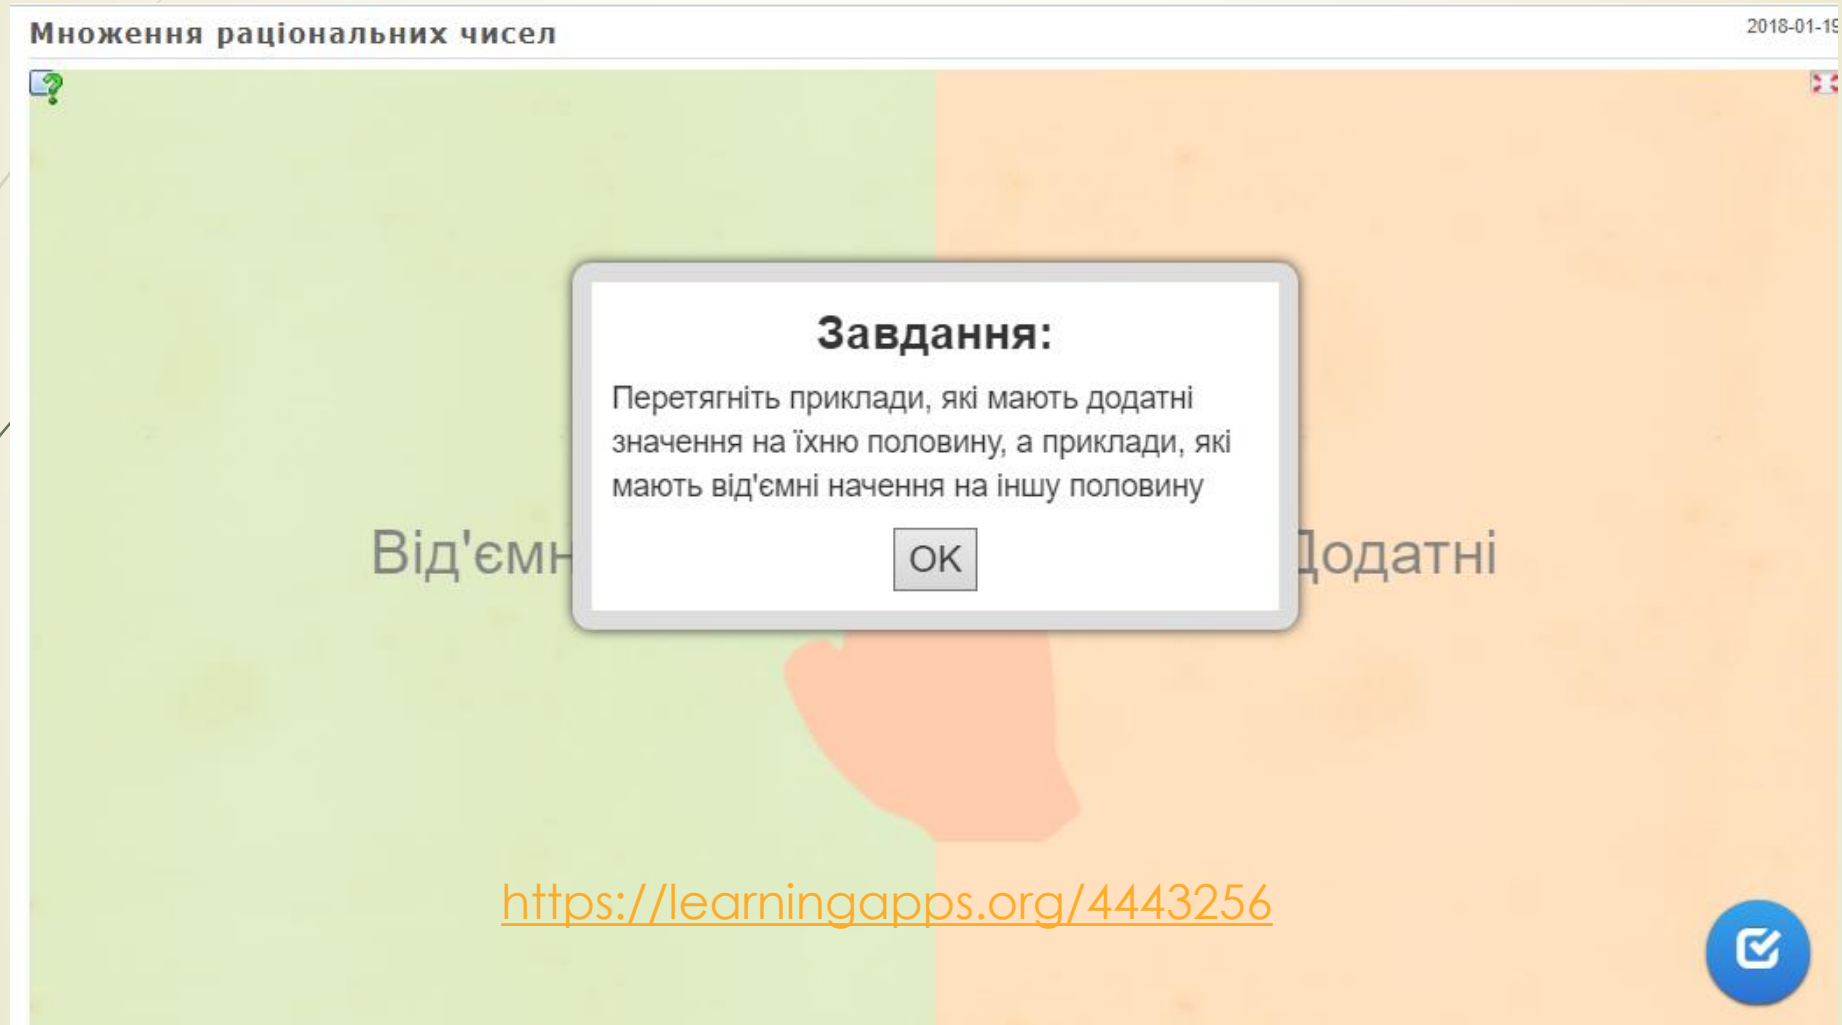 Множення раціональних чисел
2018-01-19
Завдання:
Перетягніть приклади, які мають додатні
значення на їхню половину, а приклади, які
мають від'ємні начення на іншу половину
Від'ємн
OK
Додатні
https://learningapps.org/4443256